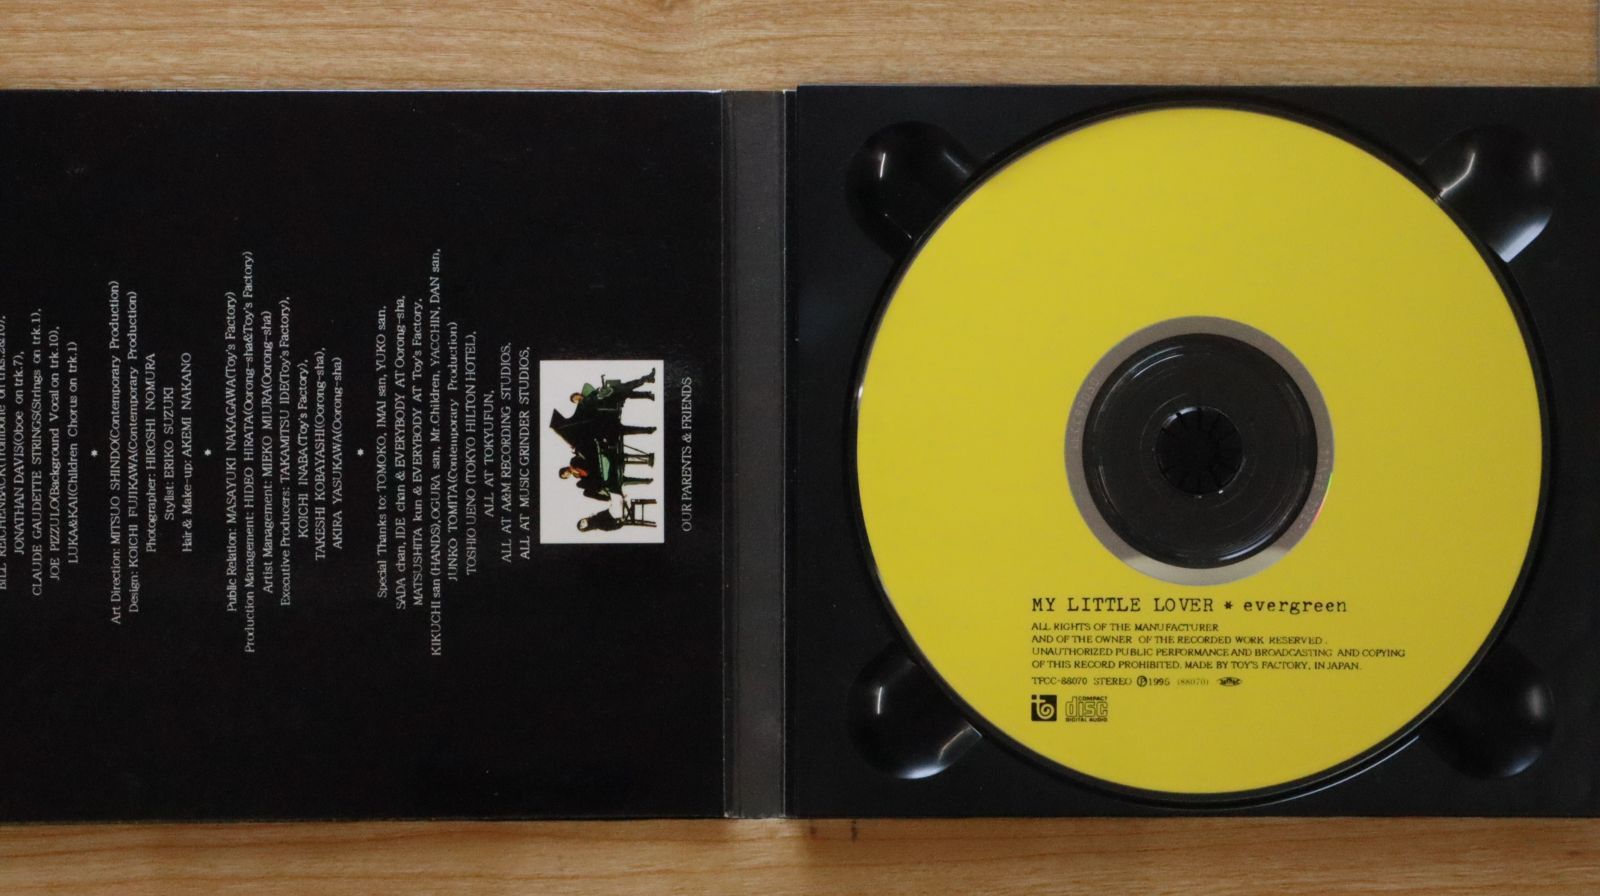 JONATHAN DAVIS(Oboe on trk.7),
CLAUDE GAUDETTE STRINGS(Strings on trk.1),
JOE PIZZULO(Background Vocal on trk.10),
LUKA&KAI(Children Chorus on trk.1)
*
Art Direction: MITSUO SHINDO(Contemporary Production)
Design: KOICHI FUJIKAWA(Contemporary Production)
Photographer: HIROSHI NOMURA
Stylist: ERIKO SUZUKI
Hair & Make-up: AKEMI NAKANO
*
Public Relation: MASAYUKI NAKAGAWA(Toy's Factory)
Production Management: HIDEO HIRATA(Oorong-sha&Toy's Factory)
Artist Management: MIEKO MIURA(Oorong-sha)
Executive Producers: TAKAMITSU IDE(Toy's Factory),
KOICHI INABA(Toy's Factory),
TAKESHI KOBAYASHI(Oorong-sha),
AKIRA YASUKAWA(Oorong-sha)
*
Special Thanks to: TOMOKO, IMAI san, YUKO san,
SADA chan, JIDE chan & EVERYBODY AT Oorong-sha,
MATSUSHITA kun & EVERYBODY AT Toy's Factory,
KIKUCHI san (HANDS), OGURA san, Mr.Children, YACCHIN, DAN san,
JUNKO TOMITA(Contemporary Production)
TOSHIO UENO (TOKYO HILTON HOTEL),
ALL AT TOKYUFUN,
ALL AT A&M RECORDING STUDIOS,
ALL AT MUSIC GRINDER STUDIOS,
OUR PARENTS & FRIENDS
MY LITTLE LOVER * evergreen
ALL RIGHTS OF THE MANUFACTURER
AND OF THE OWNER OF THE RECORDED WORK RESERVED.
UNAUTHORIZED PUBLIC PERFORMANCE AND BROADCASTING AND COPYING
OF THIS RECORD PROHIBITED. MADE BY TOY'S FACTORY, IN JAPAN.
TFCC-88070 STEREO Ⓟ1995 (88070)
COMPACT
disc
DIGITAL AUDIO